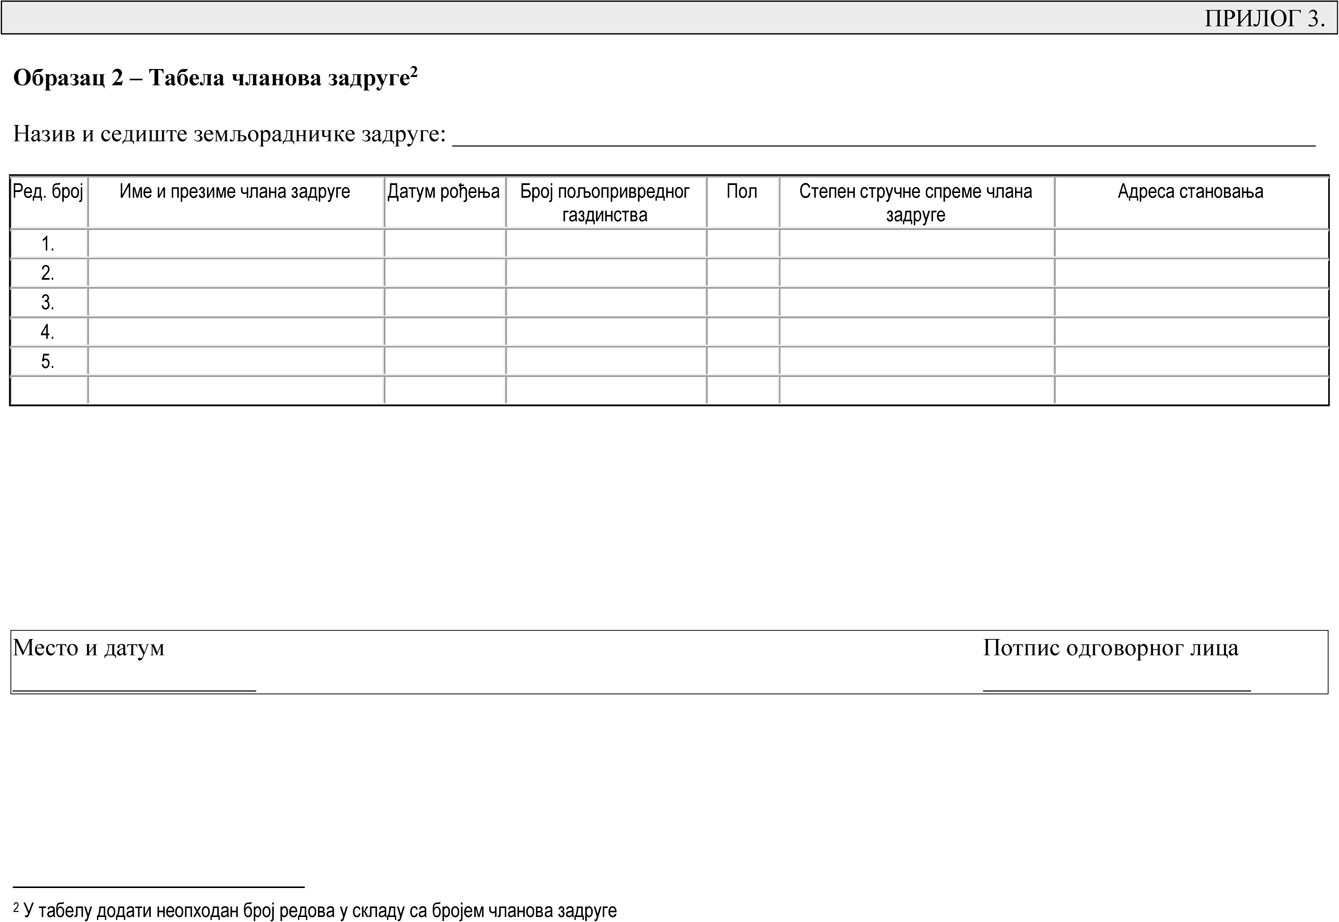 ПРИЛОГ 3.
Образац 2 – Табела чланова задруге2
Назив и седиште земљорадничке задруге:
Ред. број Име и презиме члана задруге Датум рођења Број пољопривредног газдинства Пол Степен стручне спреме члана задруге Адреса становања
1.
2.
3.
4.
5.
Место и датум Потпис одговорног лица
2 У табелу додати неопходан број редова у складу са бројем чланова задруге